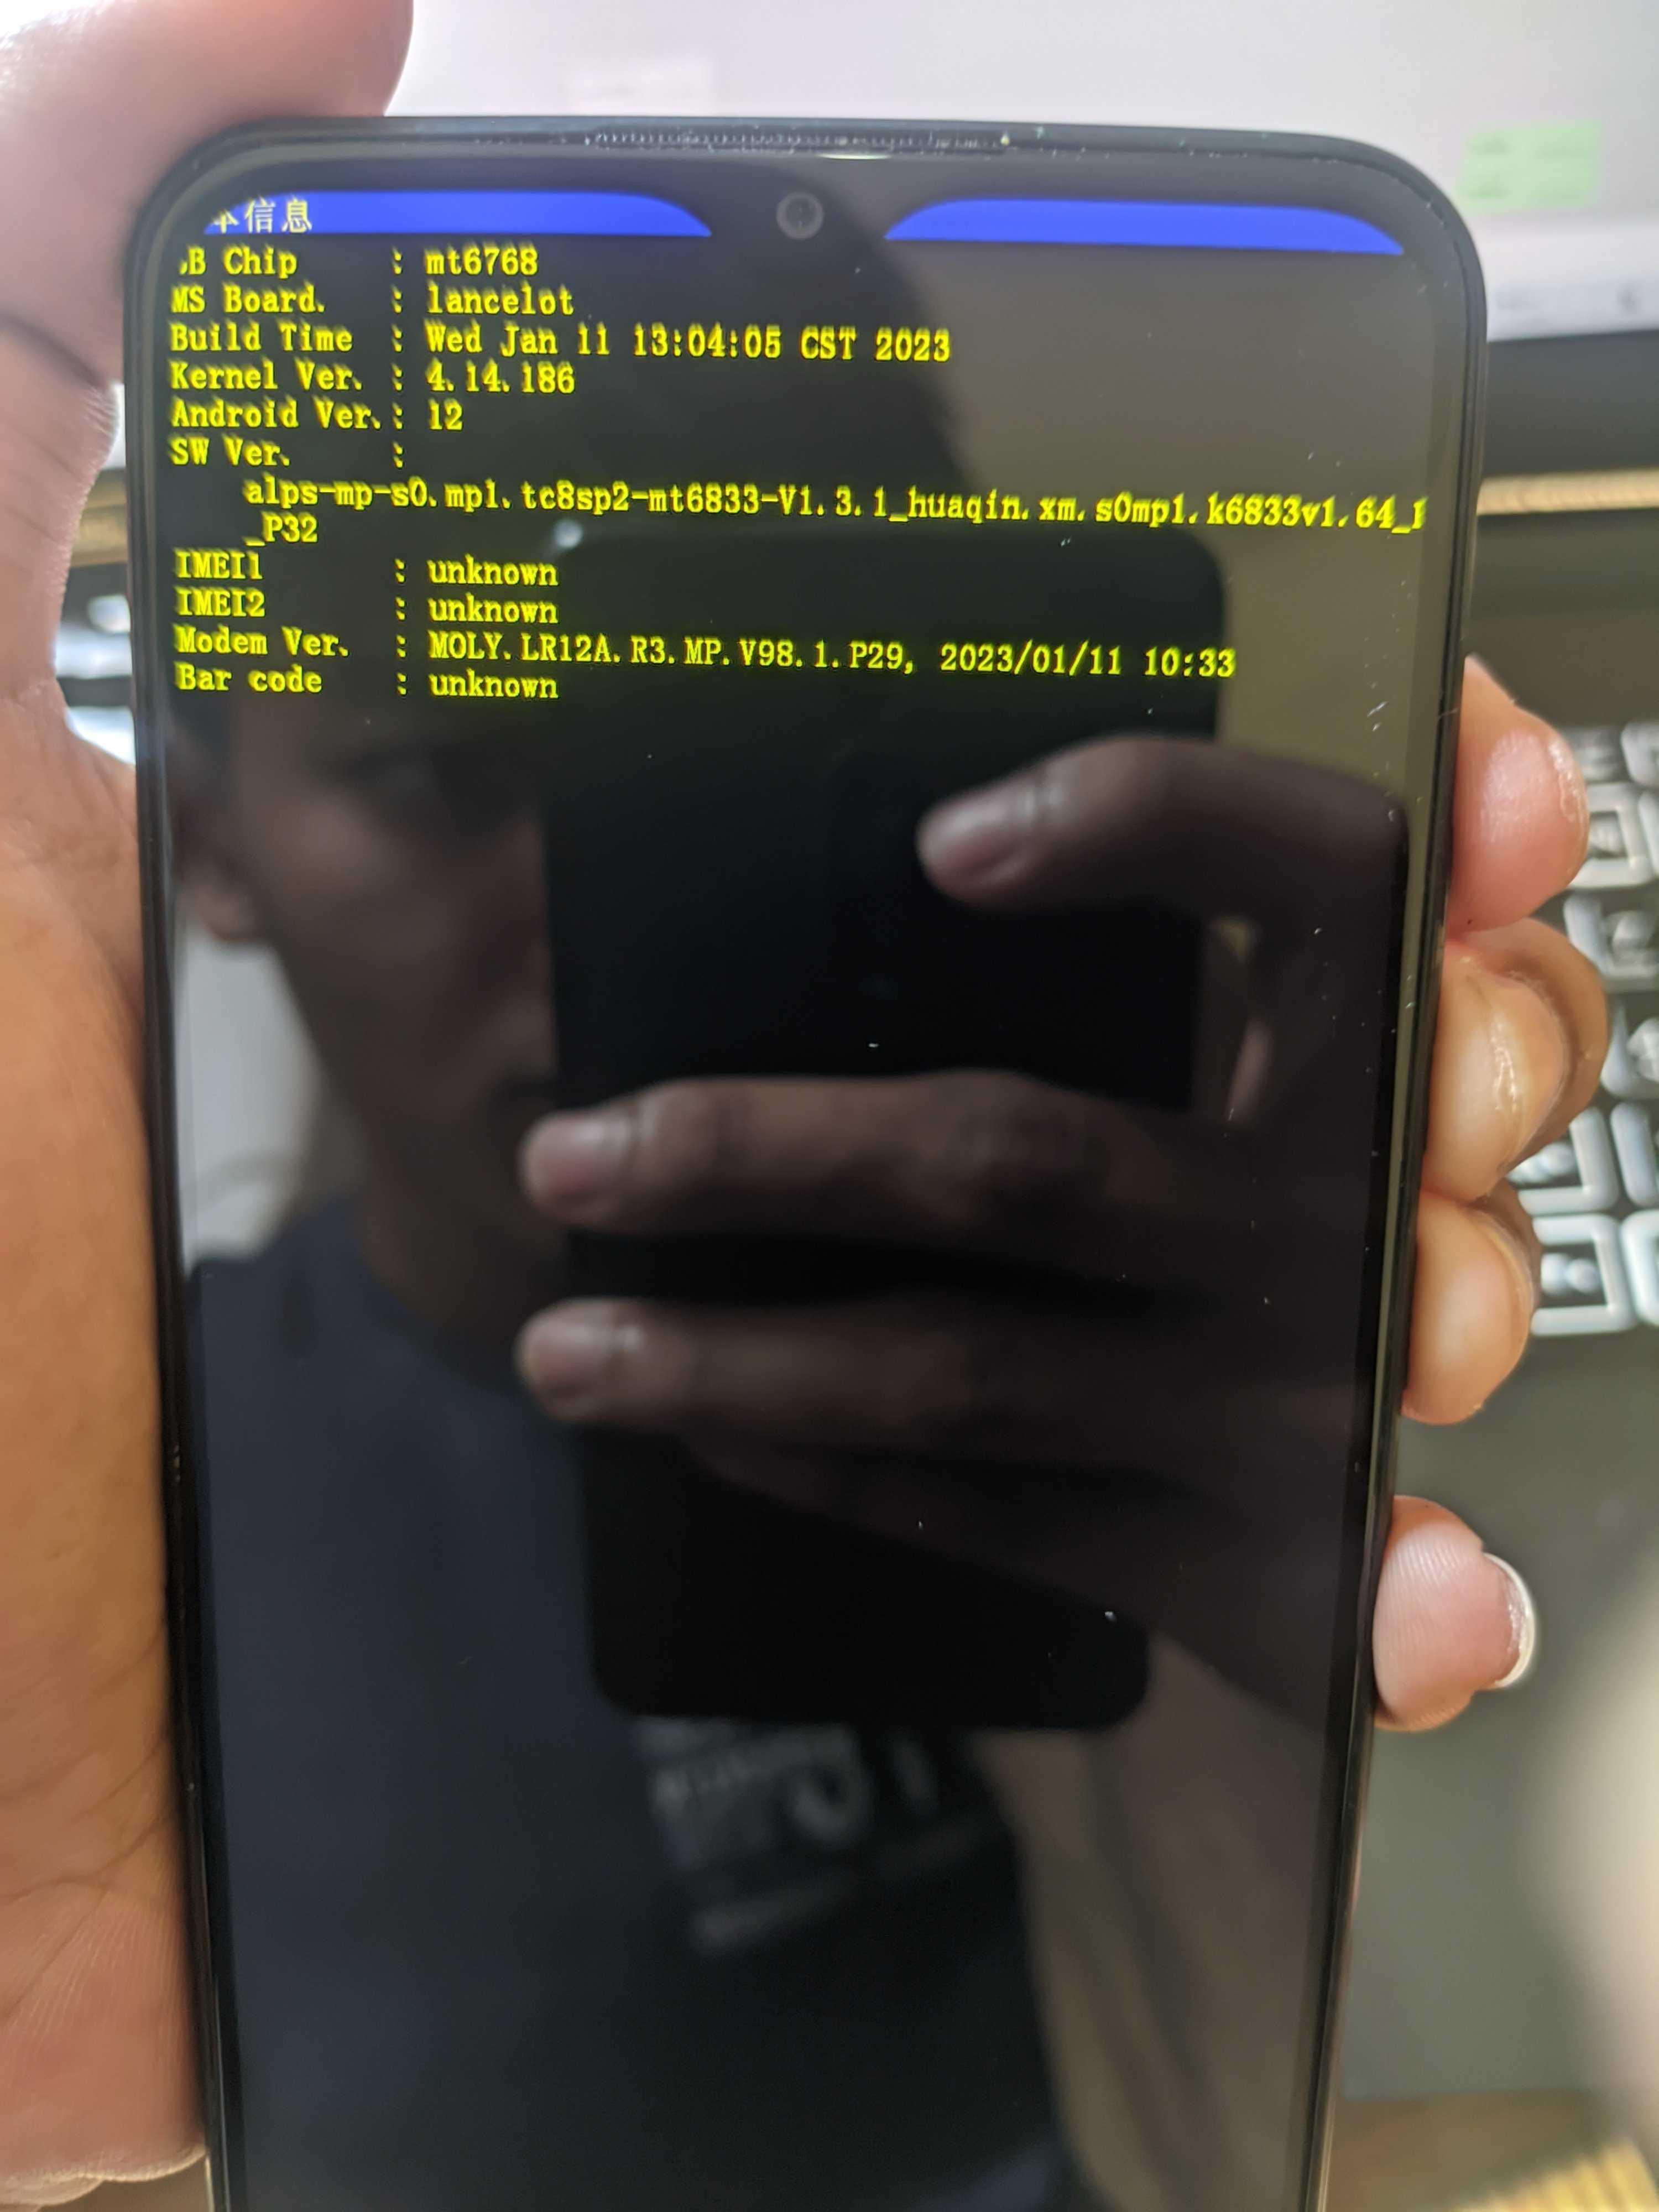 本信息
B Chip : mt6768
MS Board. : lancelot
Build Time : Wed Jan 11 13:04:05 CST 2023
Kernel Ver. : 4.14.186
Android Ver. : 12
SW Ver. :
alps-mp-s0.mp1.tc8sp2-mt6833-V1.3.1_huaqin.xm.s0mp1.k6833v1.64_1
_P32
IMEI1 : unknown
IMEI2 : unknown
Modem Ver. : MOLY.LR12A.R3.MP.V98.1.P29, 2023/01/11 10:33
Bar code : unknown